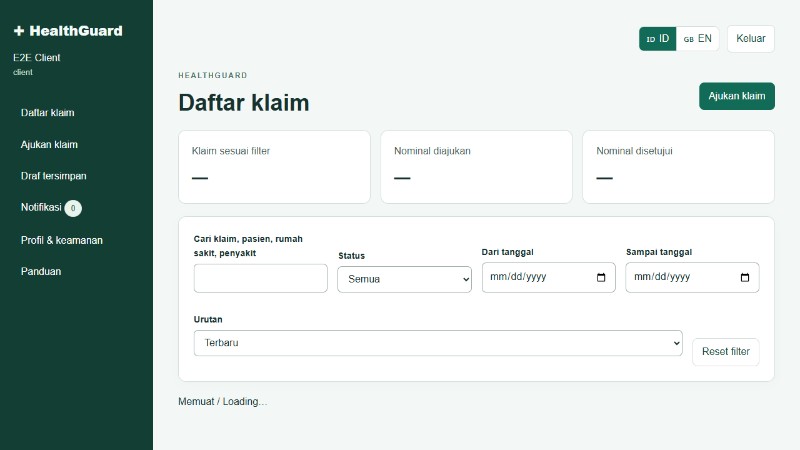 + HealthGuard
E2E Client
client
Daftar klaim
Ajukan klaim
Draf tersimpan
Notifikasi 0
Profil & keamanan
Panduan
ID ID GB EN Keluar
HEALTHGUARD
Daftar klaim
Ajukan klaim
Klaim sesuai filter
—
Nominal diajukan
—
Nominal disetujui
—
Cari klaim, pasien, rumah
sakit, penyakit
Status
Semua
Dari tanggal
mm/dd/yyyy
Sampai tanggal
mm/dd/yyyy
Urutan
Terbaru
Reset filter
Memuat / Loading...